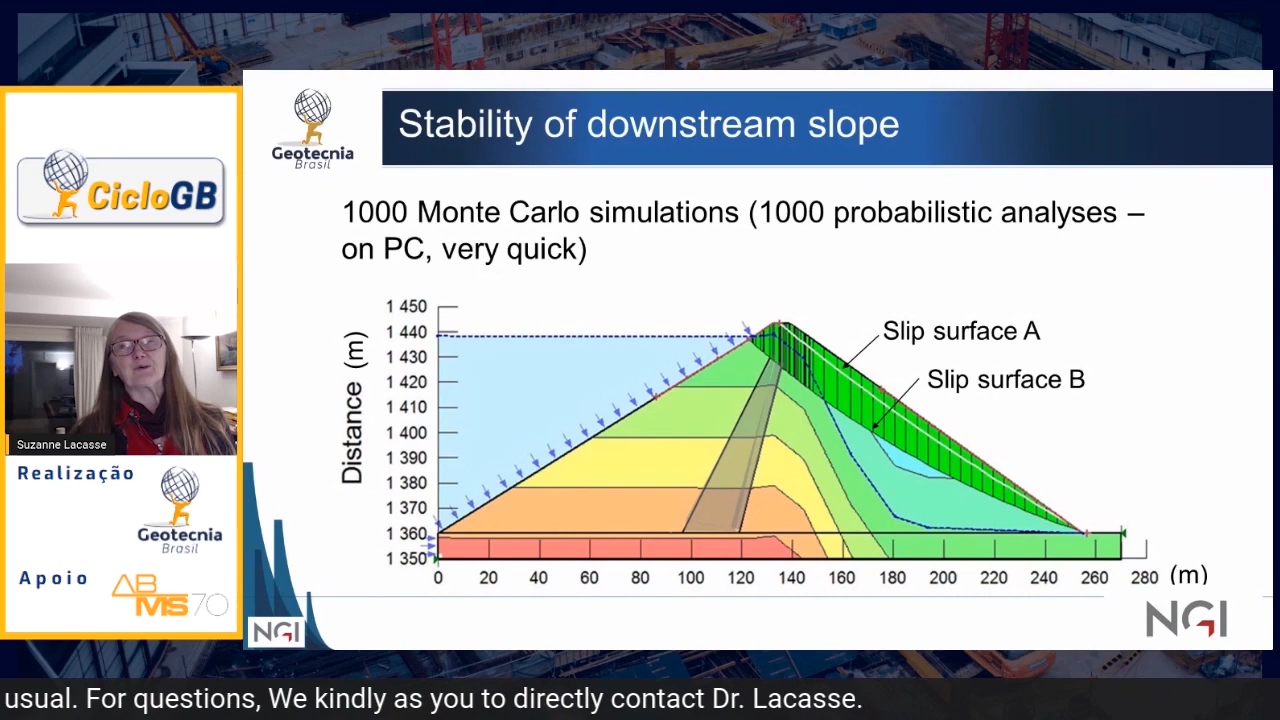 CicloGB
Suzanne Lacasse
Realização
Geotecnia
Brasil
Apoio
ABMS70
Geotecnia
Brasil
Stability of downstream slope
1000 Monte Carlo simulations (1000 probabilistic analyses –
on PC, very quick)
Distance (m)
1 450
1 440
1 430
1 420
1 410
1 400
1 390
1 380
1 370
1 360
1 350
Slip surface A
Slip surface B
0 20 40 60 80 100 120 140 160 180 200 220 240 260 280 (m)
NGI
NGI
usual. For questions, We kindly as you to directly contact Dr. Lacasse.